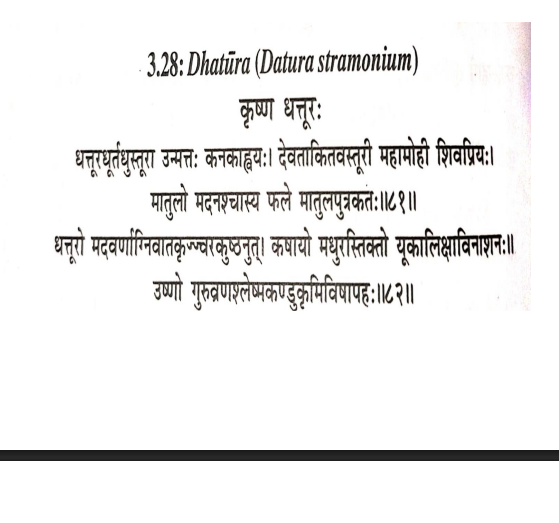 3.28: Dhatūra (Datura stramonium)
कृष्ण धत्तूरः
धत्तूरधूर्तधुस्तूरा उन्मत्तः कनकाह्वयः। देवताकितवस्तूरी महामोही शिवप्रियः।
मातुलो मदनश्चास्य फले मातुलपुत्रकतः॥८१॥
धत्तूरो मदवर्णाग्निवातकृज्ज्वरकुष्ठनुत्। कषायो मधुरस्तिक्तो यूकालिक्षाविनाशनः॥
उष्णो गुरुव्रणश्लेष्मकण्डुकृमिविषापहः॥८२॥